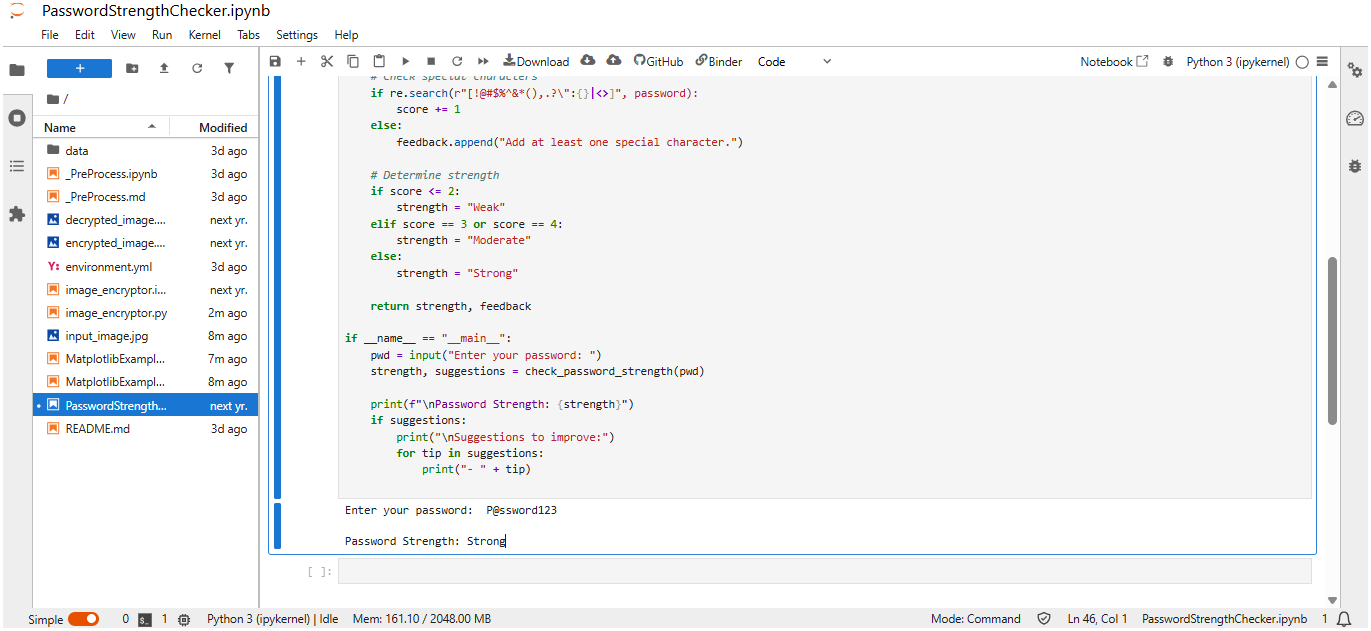 PasswordStrengthChecker.ipynb
File Edit View Run Kernel Tabs Settings Help
+ Download GitHub Binder Code Notebook Python 3 (ipykernel)
/
Name Modified
data 3d ago
_PreProcess.ipynb 3d ago
_PreProcess.md 3d ago
decrypted_image.... next yr.
encrypted_image.... next yr.
Y: environment.yml 3d ago
image_encryptor.i... next yr.
image_encryptor.py 2m ago
input_image.jpg 8m ago
MatplotlibExampl... 7m ago
MatplotlibExampl... 8m ago
PasswordStrength... next yr.
README.md 3d ago
# Check special characters
if re.search(r"[!@#$%^&*(),.?\":{}|<>]", password):
score += 1
else:
feedback.append("Add at least one special character.")
# Determine strength
if score <= 2:
strength = "Weak"
elif score == 3 or score == 4:
strength = "Moderate"
else:
strength = "Strong"
return strength, feedback
if __name__ == "__main__":
pwd = input("Enter your password: ")
strength, suggestions = check_password_strength(pwd)
print(f"\nPassword Strength: {strength}")
if suggestions:
print("\nSuggestions to improve:")
for tip in suggestions:
print("- " + tip)
Enter your password:  P@ssword123
Password Strength: Strong
[ ]:
Simple 0 $_ 1 Python 3 (ipykernel) | Idle Mem: 161.10 / 2048.00 MB Mode: Command Ln 46, Col 1 PasswordStrengthChecker.ipynb 1